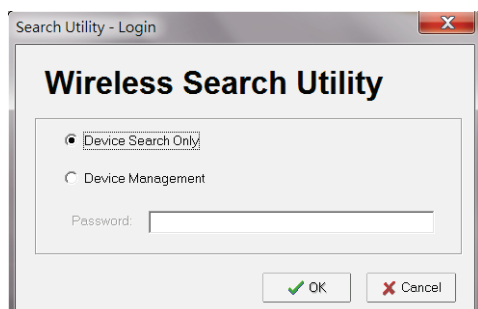 Search Utility - Login
Wireless Search Utility
Device Search Only
Device Management
Password:
OK
Cancel